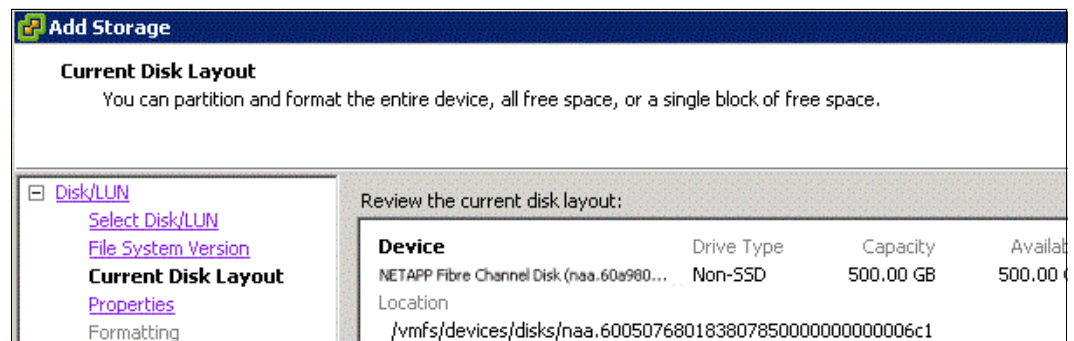 Add Storage
Current Disk Layout
You can partition and format the entire device, all free space, or a single block of free space.
Disk/LUN
Select Disk/LUN
File System Version
Current Disk Layout
Properties
Formatting
Review the current disk layout:
Device Drive Type Capacity Availab
NETAPP Fibre Channel Disk (naa.60a980... Non-SSD 500.00 GB 500.00
Location
/vmfs/devices/disks/naa.600507680183807850000000000006c1